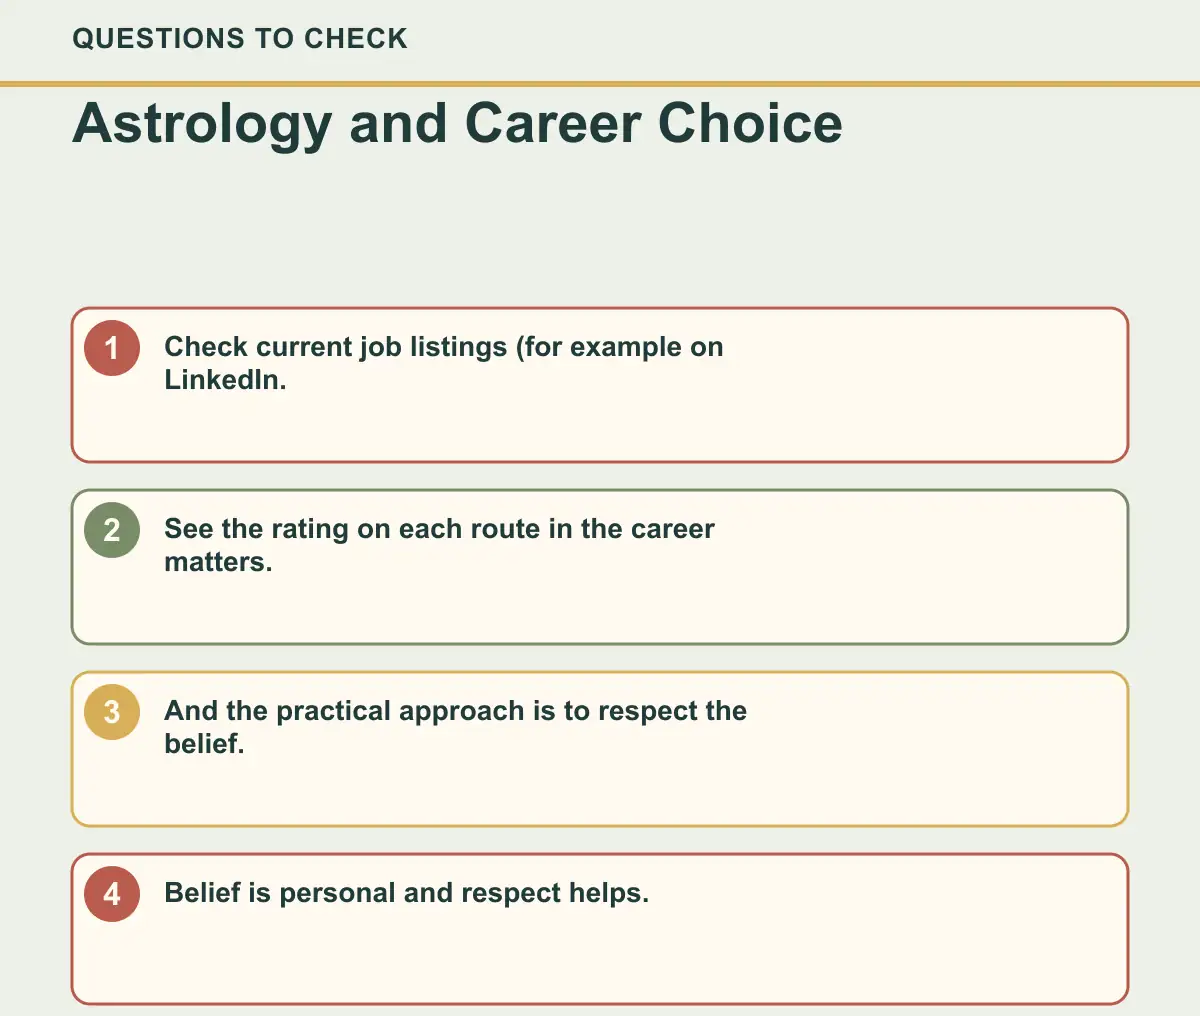 QUESTIONS TO CHECK
Astrology and Career Choice
1
Check current job listings (for example on
LinkedIn.
2
See the rating on each route in the career
matters.
3
And the practical approach is to respect the
belief.
4
Belief is personal and respect helps.